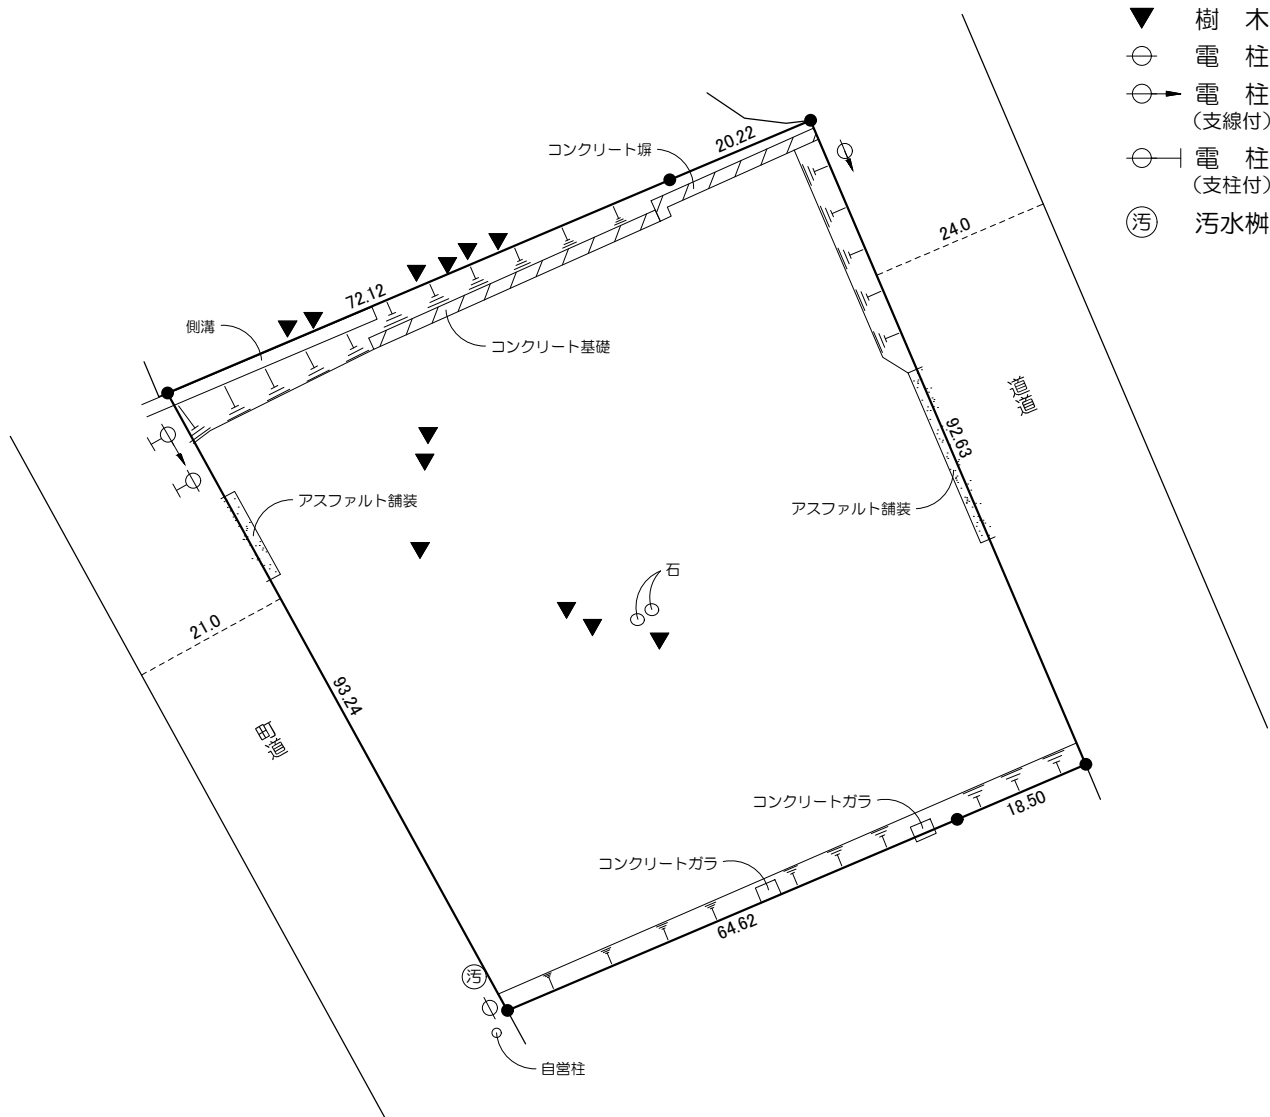 樹　木
電　柱
電　柱
（支線付）
電　柱
（支柱付）
汚 汚水桝
20.22
コンクリート塀
24.0
72.12
側溝
コンクリート基礎
道道
92.63
アスファルト舗装
アスファルト舗装
石
21.0
93.24
町道
コンクリートガラ
18.50
コンクリートガラ
64.62
汚
自営柱